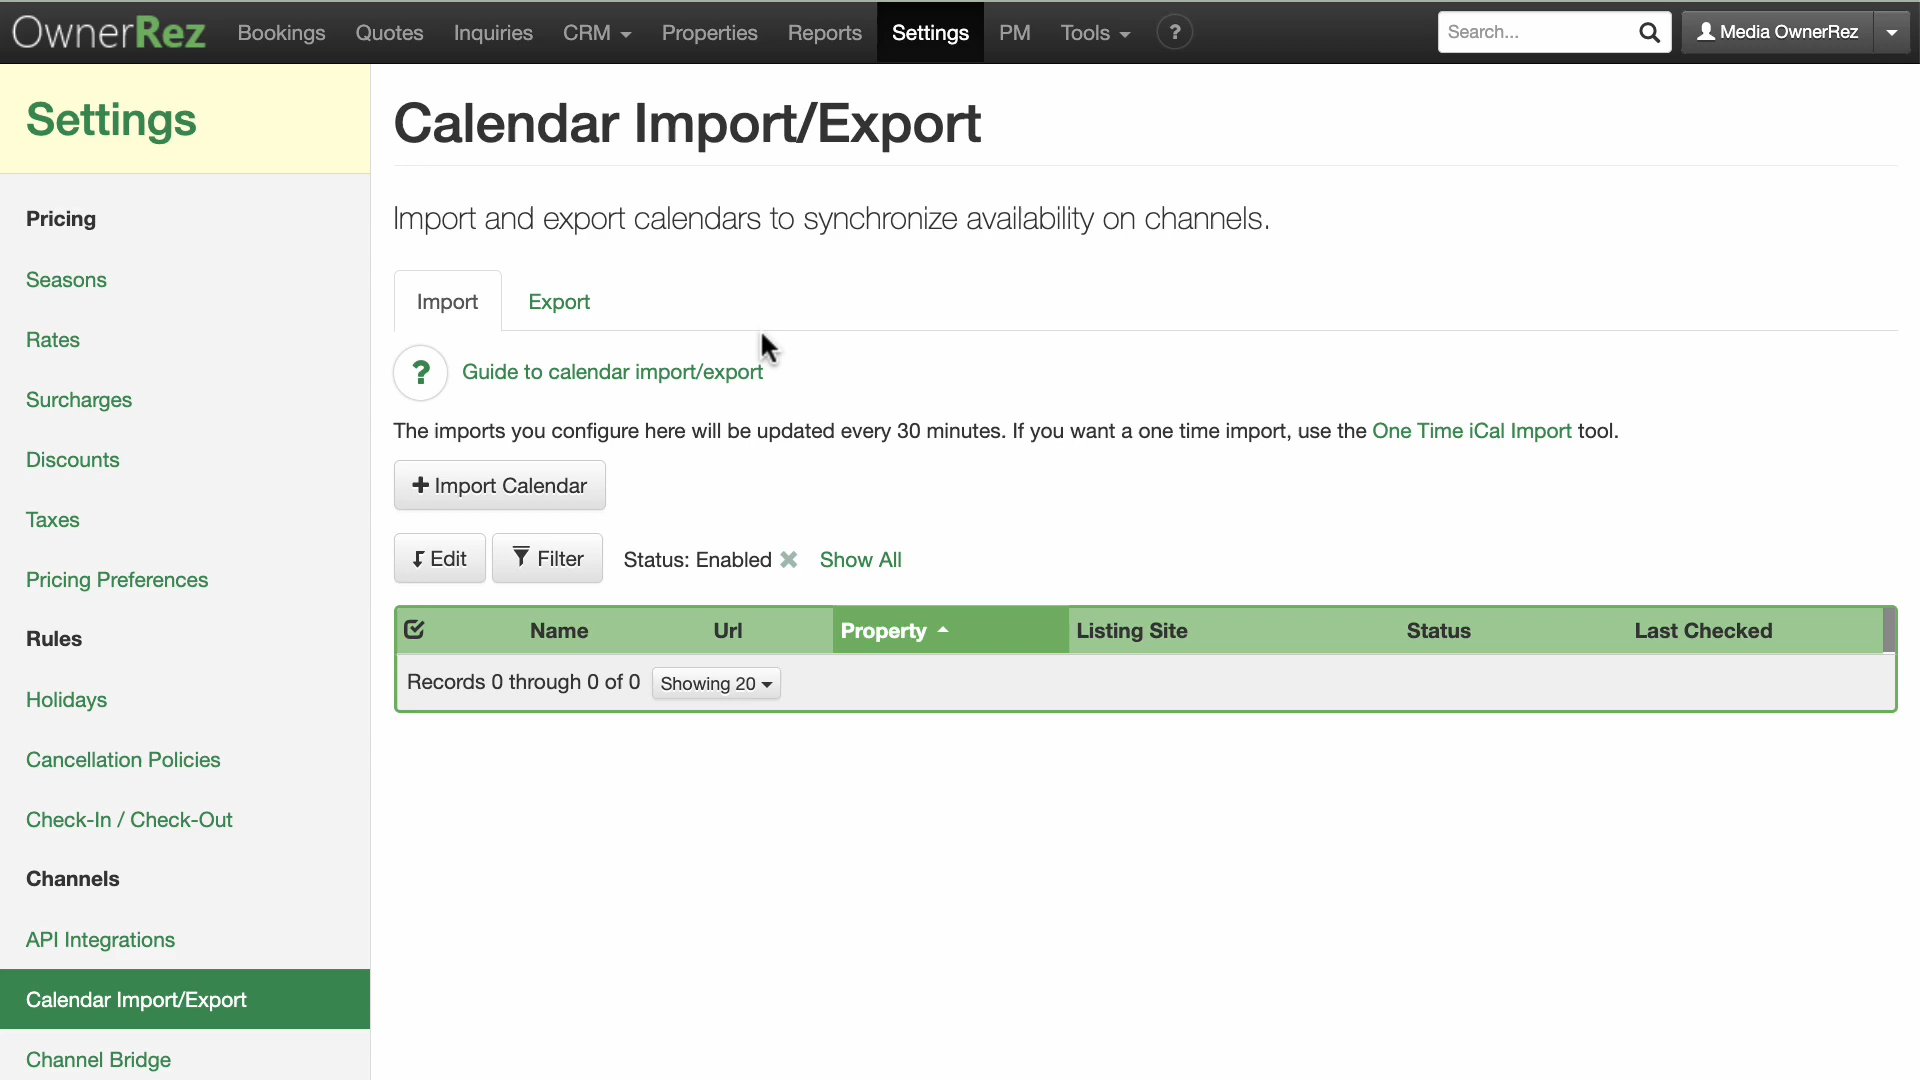 OwnerRez Bookings Quotes Inquiries CRM Properties Reports Settings PM Tools ? Search... Media OwnerRez
Settings
Pricing
Seasons
Rates
Surcharges
Discounts
Taxes
Pricing Preferences
Rules
Holidays
Cancellation Policies
Check-In / Check-Out
Channels
API Integrations
Calendar Import/Export
Channel Bridge
Calendar Import/Export
Import and export calendars to synchronize availability on channels.
Import Export
? Guide to calendar import/export
The imports you configure here will be updated every 30 minutes. If you want a one time import, use the One Time iCal Import tool.
+ Import Calendar
Edit Filter Status: Enabled Show All
Name Url Property Listing Site Status Last Checked
Records 0 through 0 of 0 Showing 20